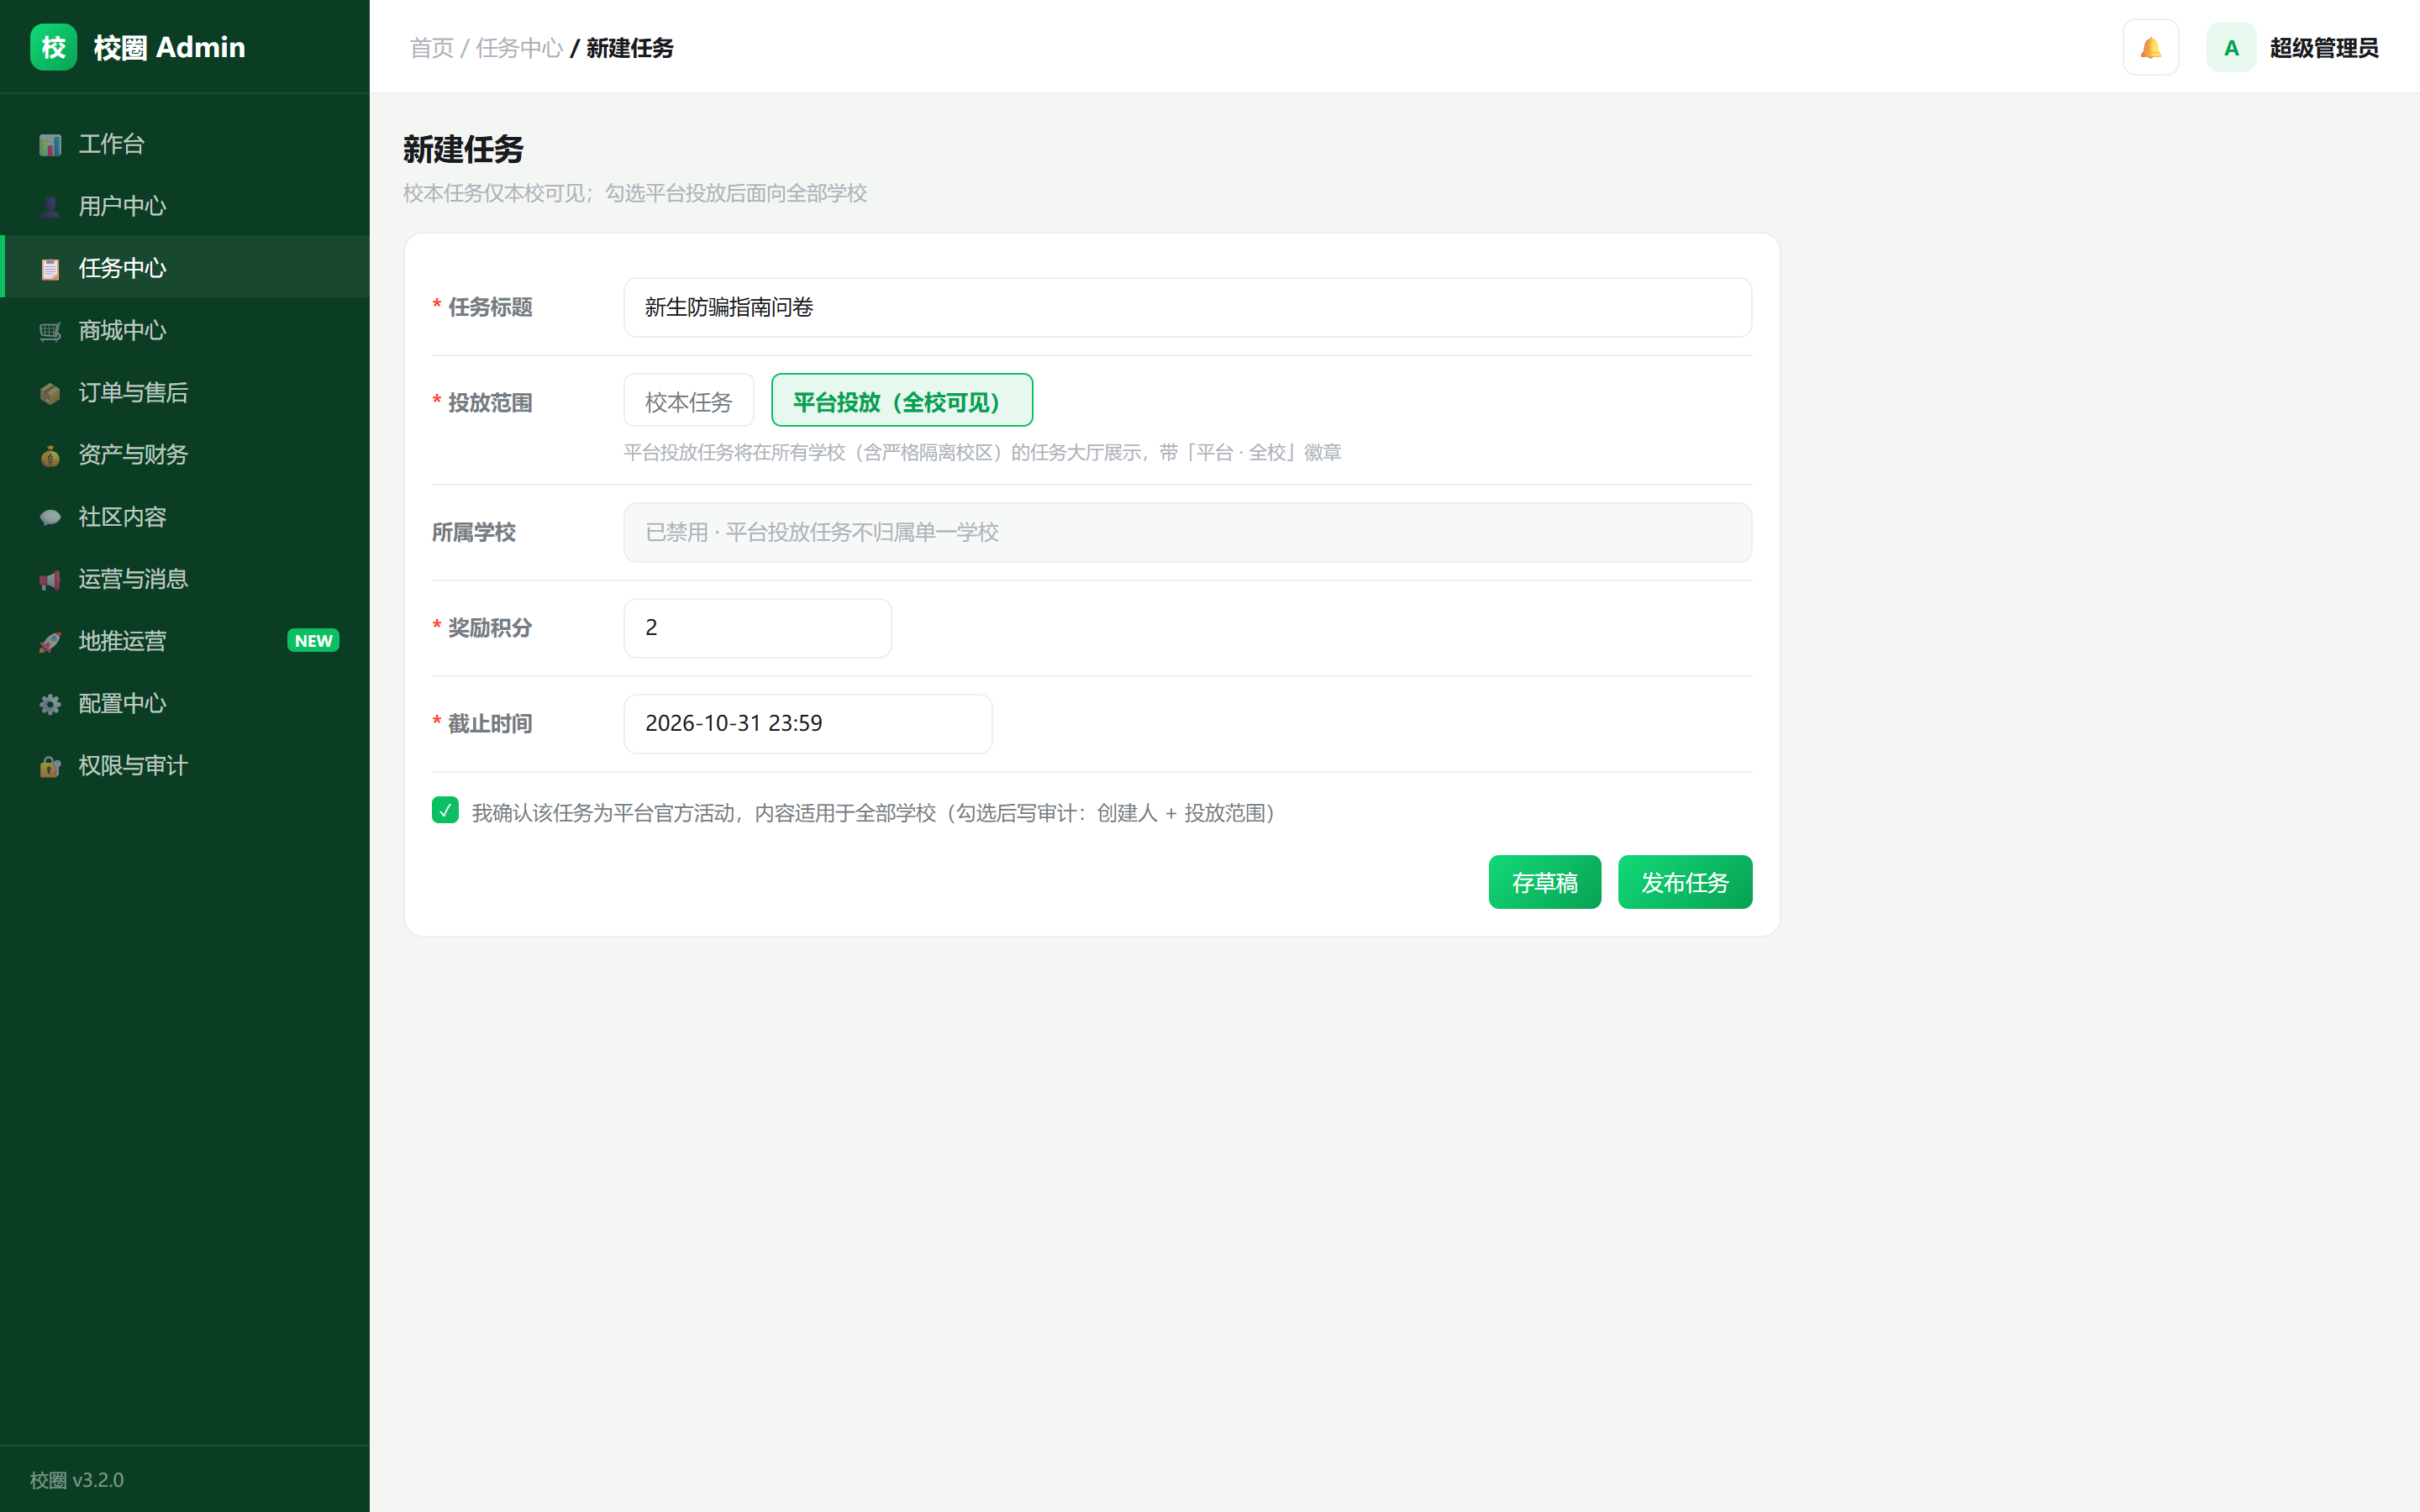 校 校圈 Admin
首页 / 任务中心 / 新建任务
A 超级管理员
工作台
用户中心
任务中心
商城中心
订单与售后
资产与财务
社区内容
运营与消息
地推运营 NEW
配置中心
权限与审计
校圈 v3.2.0
新建任务
校本任务仅本校可见；勾选平台投放后面向全部学校
* 任务标题 新生防骗指南问卷
* 投放范围 校本任务 平台投放（全校可见）
平台投放任务将在所有学校（含严格隔离校区）的任务大厅展示，带「平台 · 全校」徽章
所属学校 已禁用 · 平台投放任务不归属单一学校
* 奖励积分 2
* 截止时间 2026-10-31 23:59
我确认该任务为平台官方活动，内容适用于全部学校（勾选后写审计：创建人 + 投放范围）
存草稿 发布任务